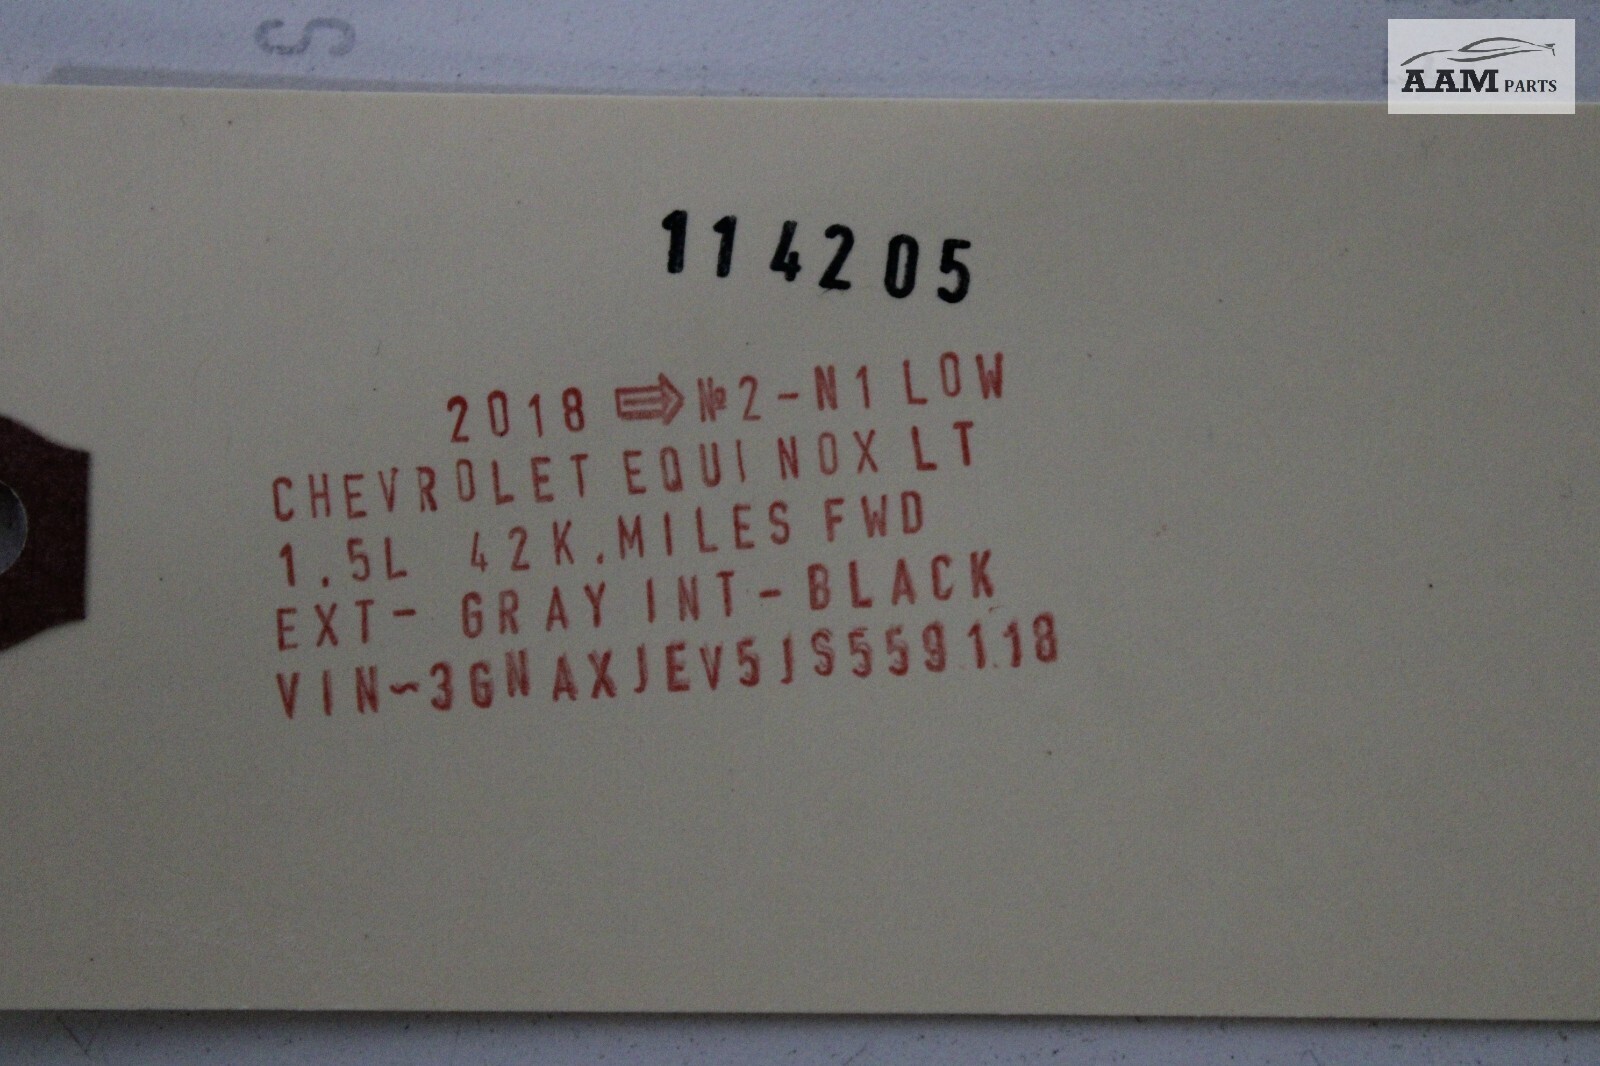 S
AAM PARTS
114205
2018 ⇨ №2-N1 LOW
CHEVROLET EQUINOX LT
1.5L 42K.MILES FWD
EXT- GRAY INT-BLACK
VIN~3GNAXJEV5JS559118